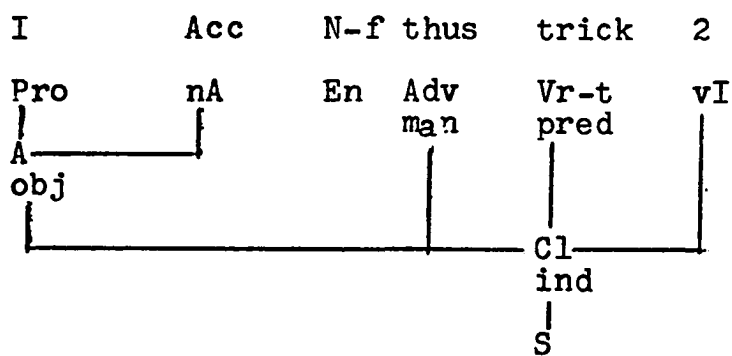 I Acc N-f thus trick 2
Pro nA En Adv Vr-t vI
man pred
A
obj
Cl
ind
S